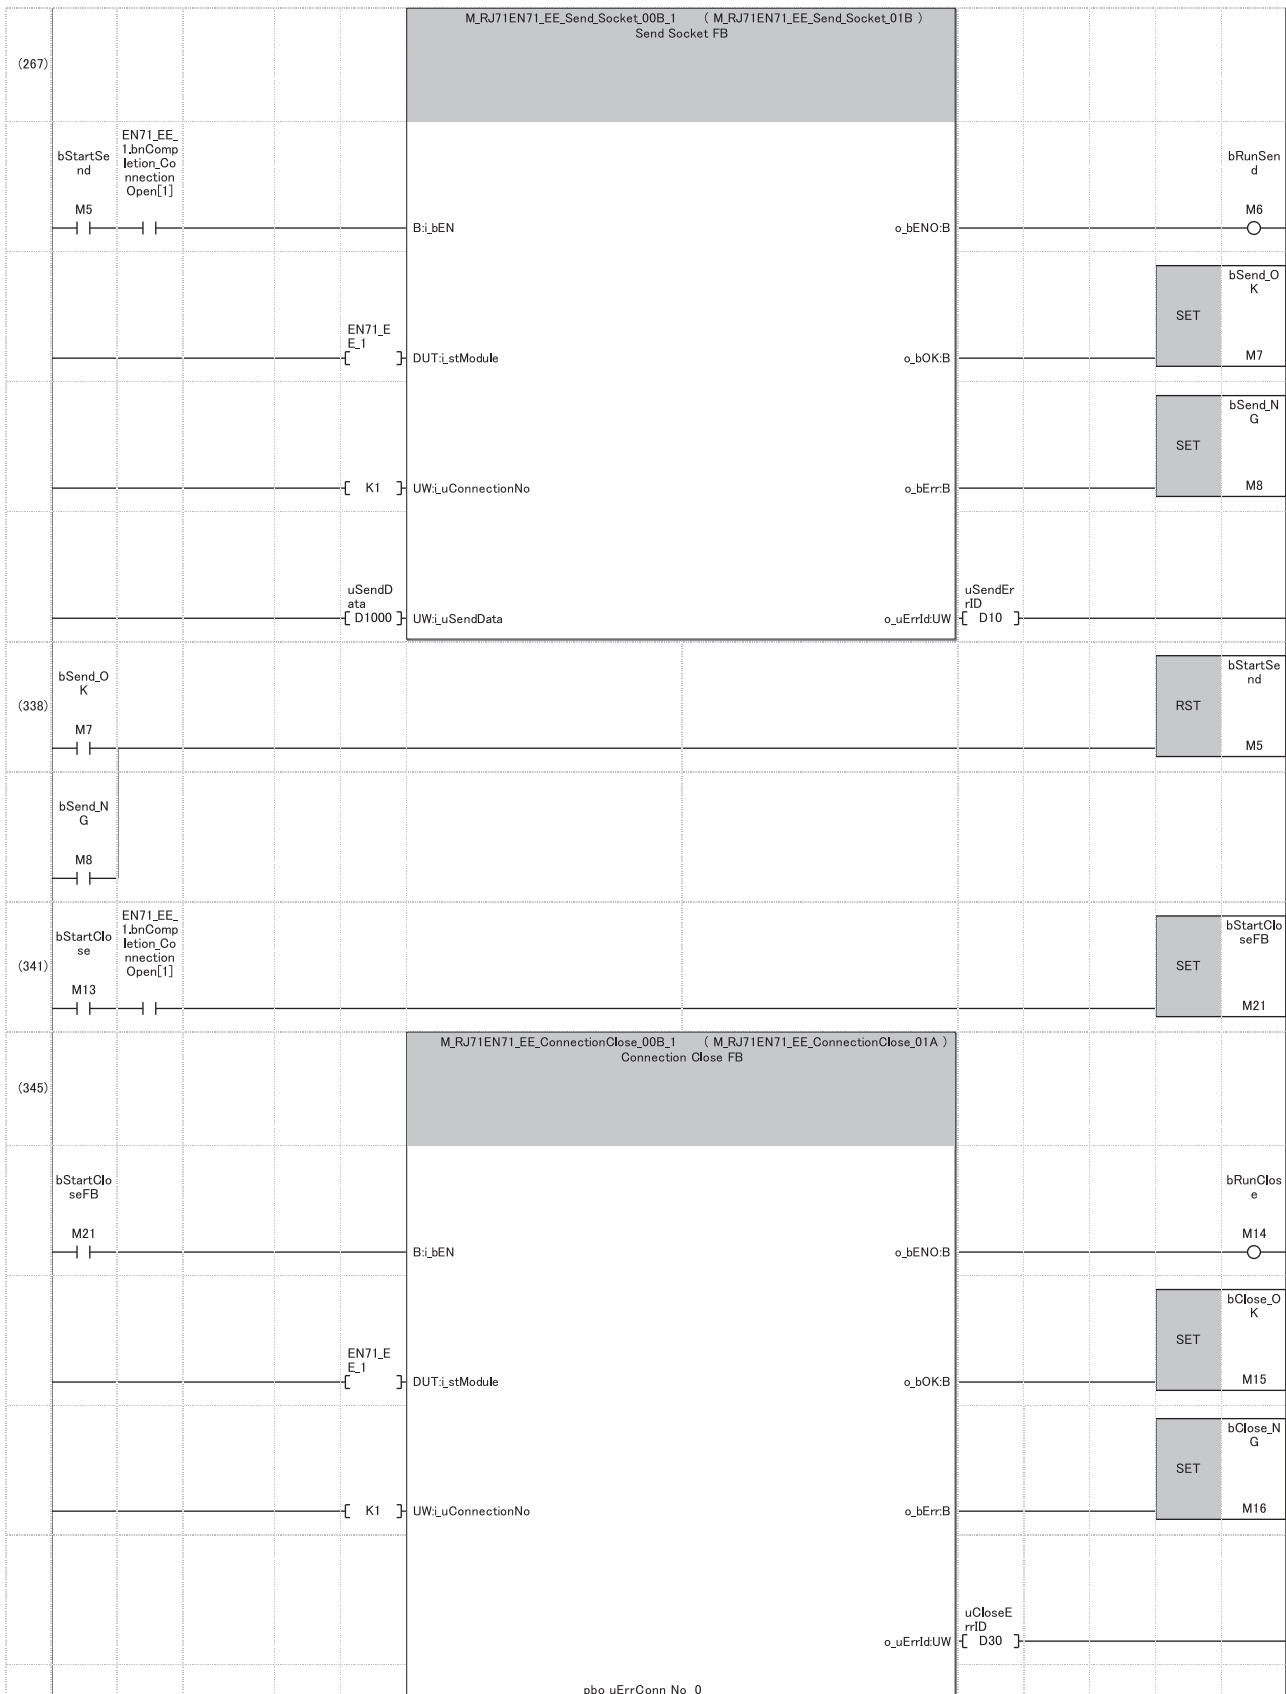 M_RJ71EN71_EE_Send_Socket_00B_1 ( M_RJ71EN71_EE_Send_Socket_01B )
Send Socket FB
(267)
bStartSe
nd
EN71_EE_
1.bnComp
letion_Co
nnection
Open[1]
bRunSen
d
M5
M6
B:i_bEN
o_bENO:B
bSend_O
K
SET
EN71_E
E_1
DUT:i_stModule
o_bOK:B
M7
bSend_N
G
SET
K1
UW:i_uConnectionNo
o_bErr:B
M8
uSendD
ata
D1000
UW:i_uSendData
o_uErrId:UW
uSendEr
rID
D10
(338)
bSend_O
K
M7
RST
bStartSe
nd
M5
bSend_N
G
M8
(341)
bStartClo
se
M13
EN71_EE_
1.bnComp
letion_Co
nnection
Open[1]
SET
bStartClo
seFB
M21
M_RJ71EN71_EE_ConnectionClose_00B_1 ( M_RJ71EN71_EE_ConnectionClose_01A )
Connection Close FB
(345)
bStartClo
seFB
M21
B:i_bEN
o_bENO:B
bRunClos
e
M14
bClose_O
K
SET
EN71_E
E_1
DUT:i_stModule
o_bOK:B
M15
bClose_N
G
SET
K1
UW:i_uConnectionNo
o_bErr:B
M16
uCloseE
rrID
o_uErrId:UW
D30
pbo_uErrConn_No_0